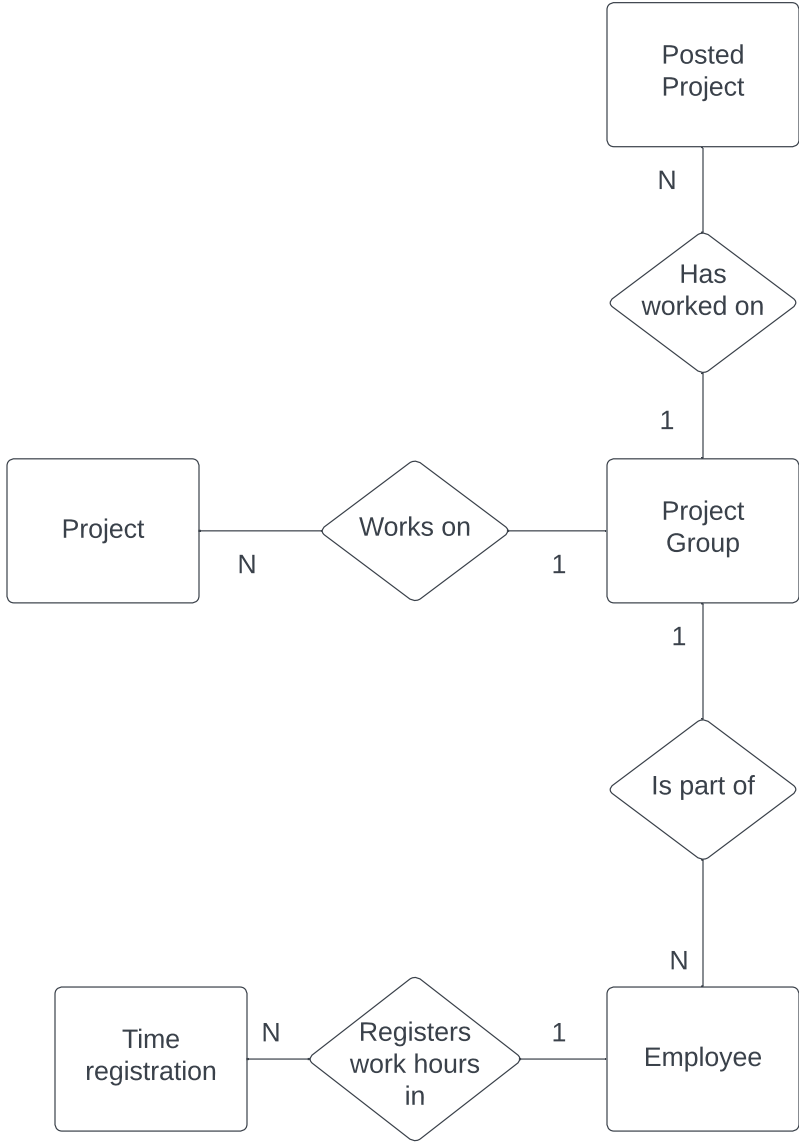 Posted
Project
N
Has
worked on
1
Project
Works on
Project
Group
N
1
1
Is part of
N
Time
registration
N
Registers
work hours
in
1
Employee